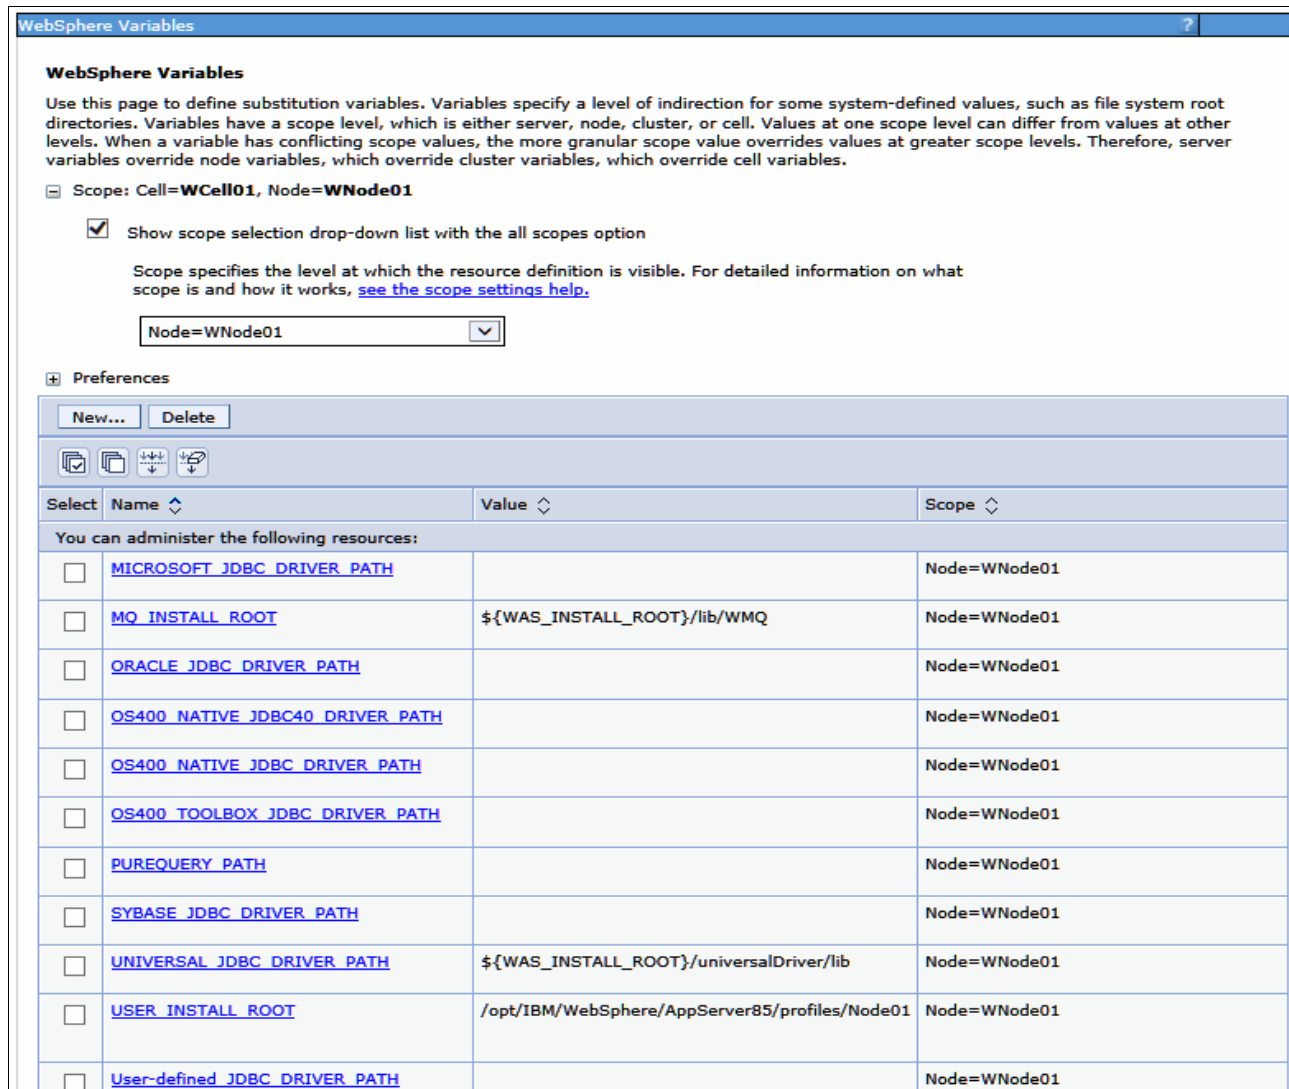 WebSphere Variables ?
WebSphere Variables
Use this page to define substitution variables. Variables specify a level of indirection for some system-defined values, such as file system root
directories. Variables have a scope level, which is either server, node, cluster, or cell. Values at one scope level can differ from values at other
levels. When a variable has conflicting scope values, the more granular scope value overrides values at greater scope levels. Therefore, server
variables override node variables, which override cluster variables, which override cell variables.
Scope: Cell=WCell01, Node=WNode01
Show scope selection drop-down list with the all scopes option
Scope specifies the level at which the resource definition is visible. For detailed information on what
scope is and how it works, see the scope settings help.
Node=WNode01
Preferences
New... Delete
Select Name Value Scope
You can administer the following resources:
MICROSOFT_JDBC_DRIVER_PATH Node=WNode01
MQ_INSTALL_ROOT ${WAS_INSTALL_ROOT}/lib/WMQ Node=WNode01
ORACLE_JDBC_DRIVER_PATH Node=WNode01
OS400_NATIVE_JDBC40_DRIVER_PATH Node=WNode01
OS400_NATIVE_JDBC_DRIVER_PATH Node=WNode01
OS400_TOOLBOX_JDBC_DRIVER_PATH Node=WNode01
PUREQUERY_PATH Node=WNode01
SYBASE_JDBC_DRIVER_PATH Node=WNode01
UNIVERSAL_JDBC_DRIVER_PATH ${WAS_INSTALL_ROOT}/universalDriver/lib Node=WNode01
USER_INSTALL_ROOT /opt/IBM/WebSphere/AppServer85/profiles/Node01 Node=WNode01
User-defined_JDBC_DRIVER_PATH Node=WNode01